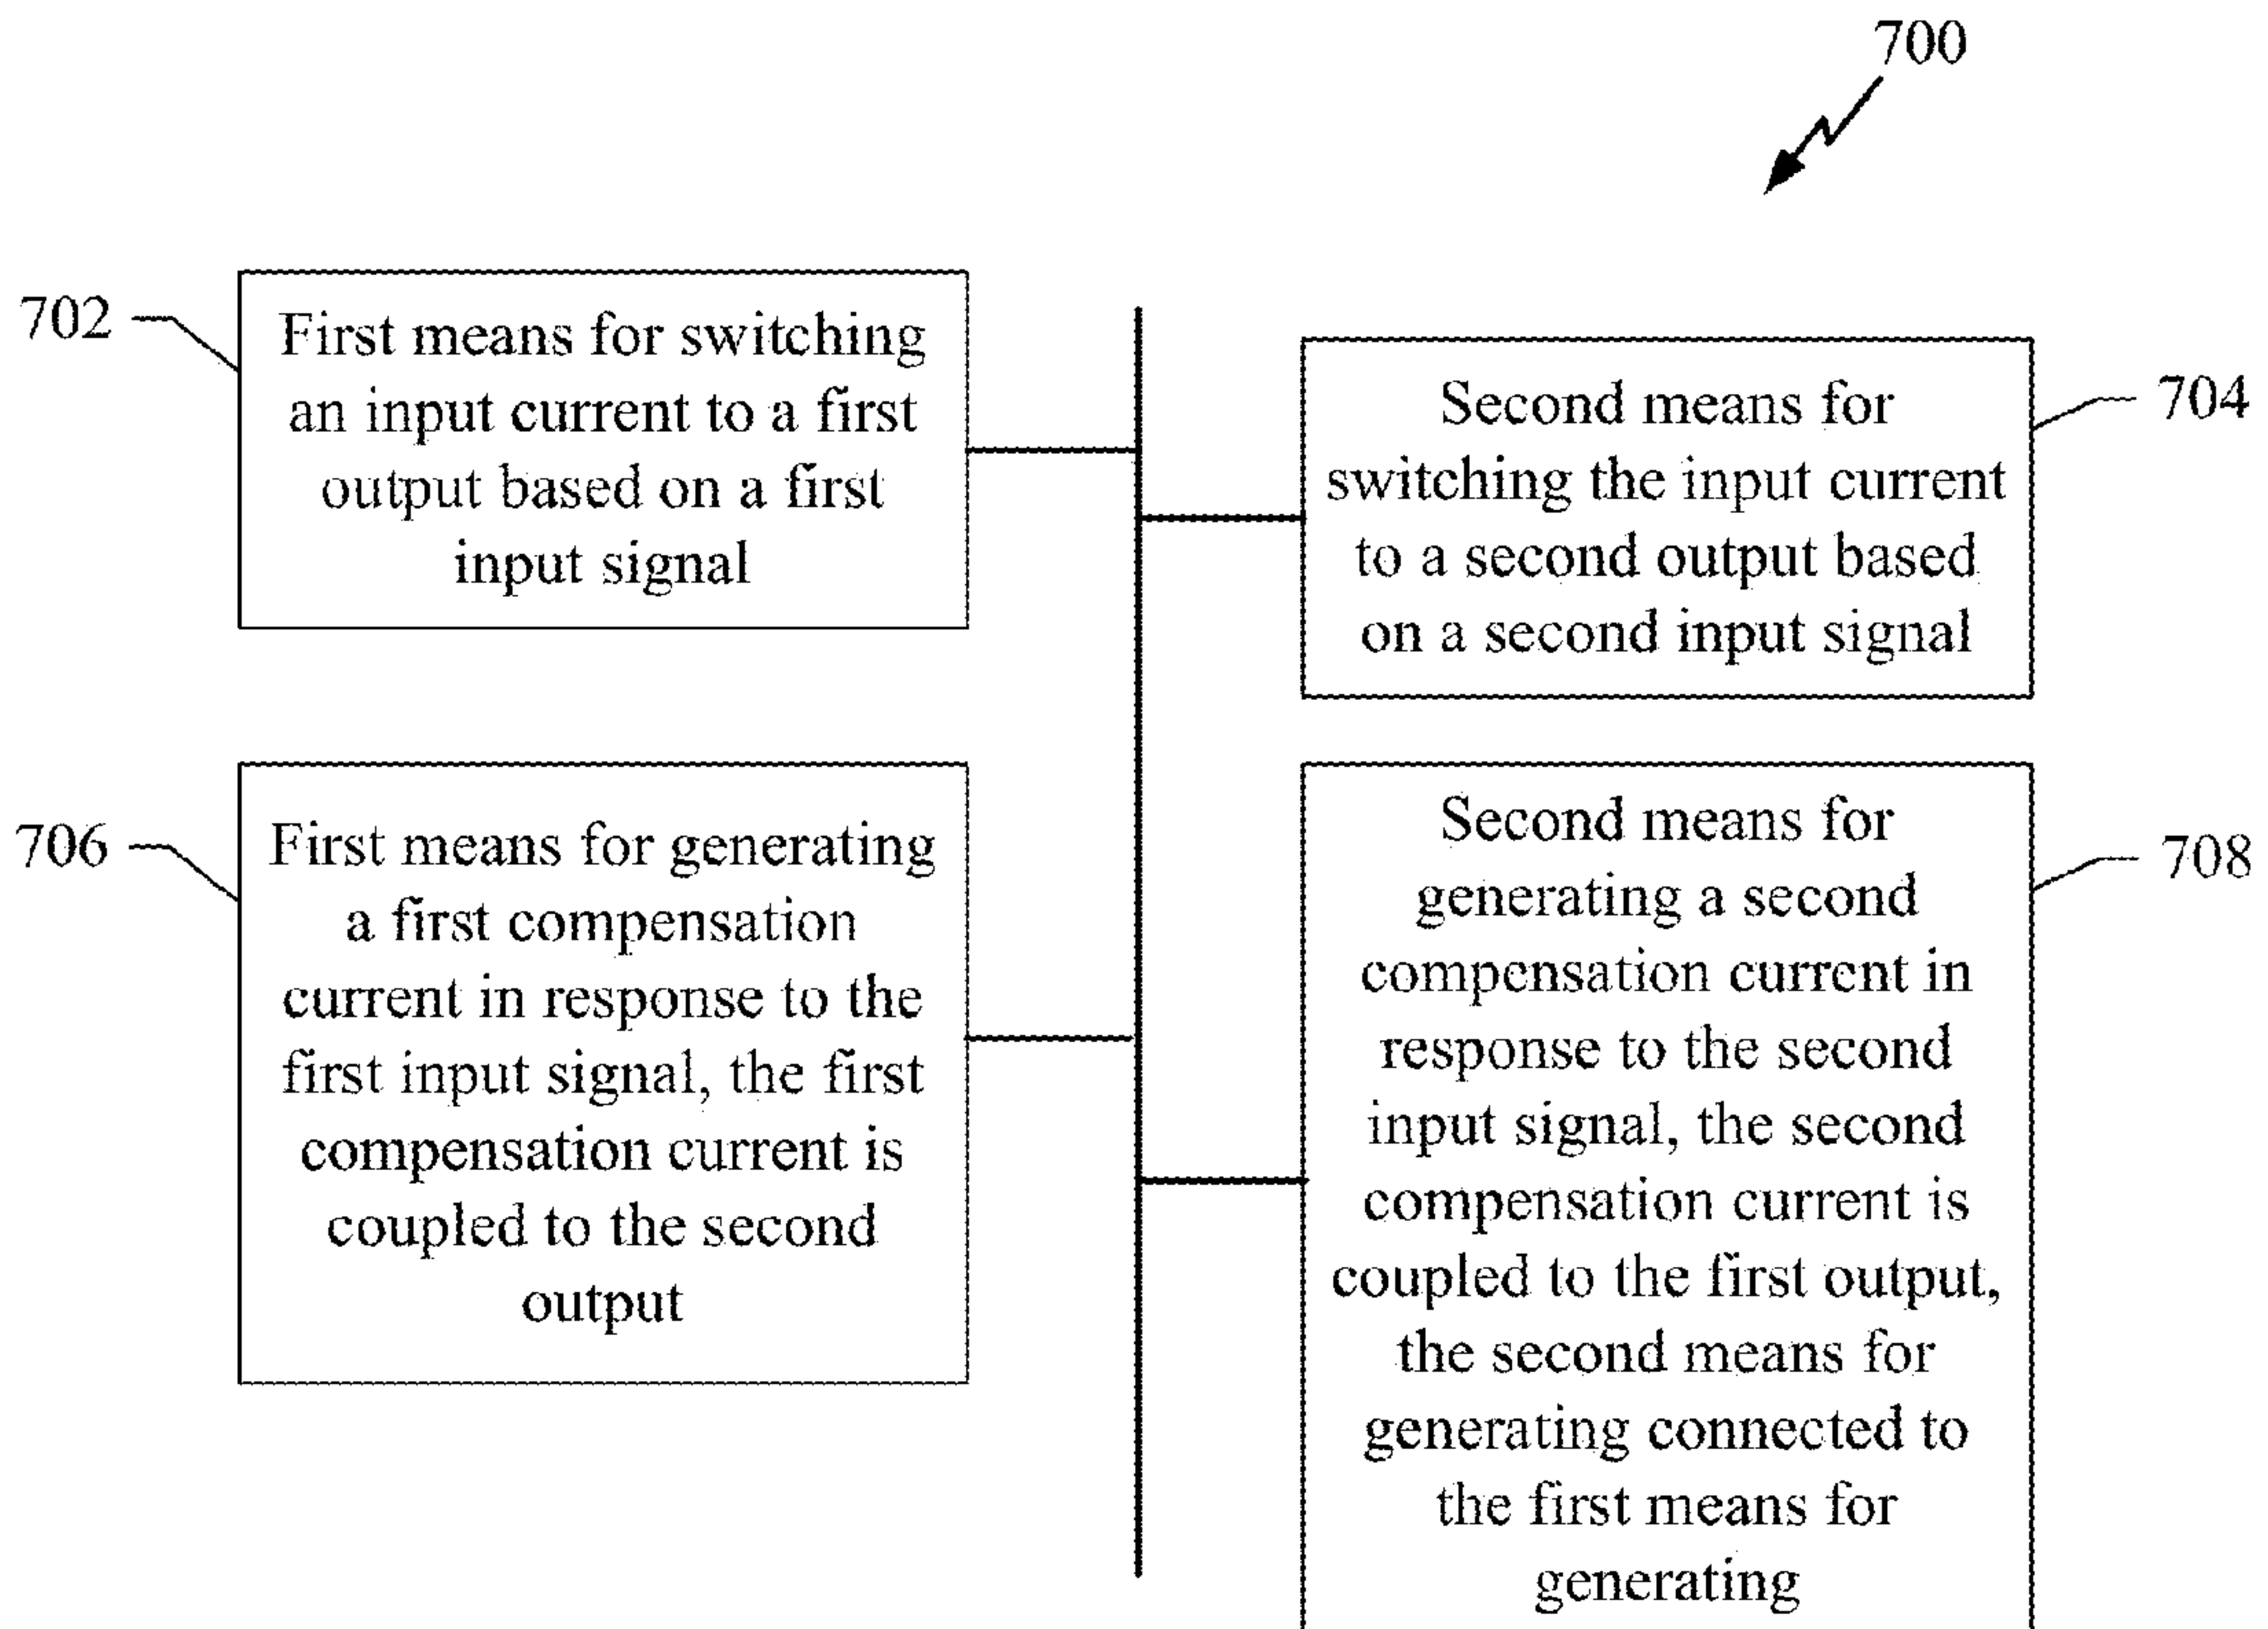 700
702
First means for switching
an input current to a first
output based on a first
input signal
704
Second means for
switching the input current
to a second output based
on a second input signal
706
First means for generating
a first compensation
current in response to the
first input signal, the first
compensation current is
coupled to the second
output
708
Second means for
generating a second
compensation current in
response to the second
input signal, the second
compensation current is
coupled to the first output,
the second means for
generating connected to
the first means for
generating